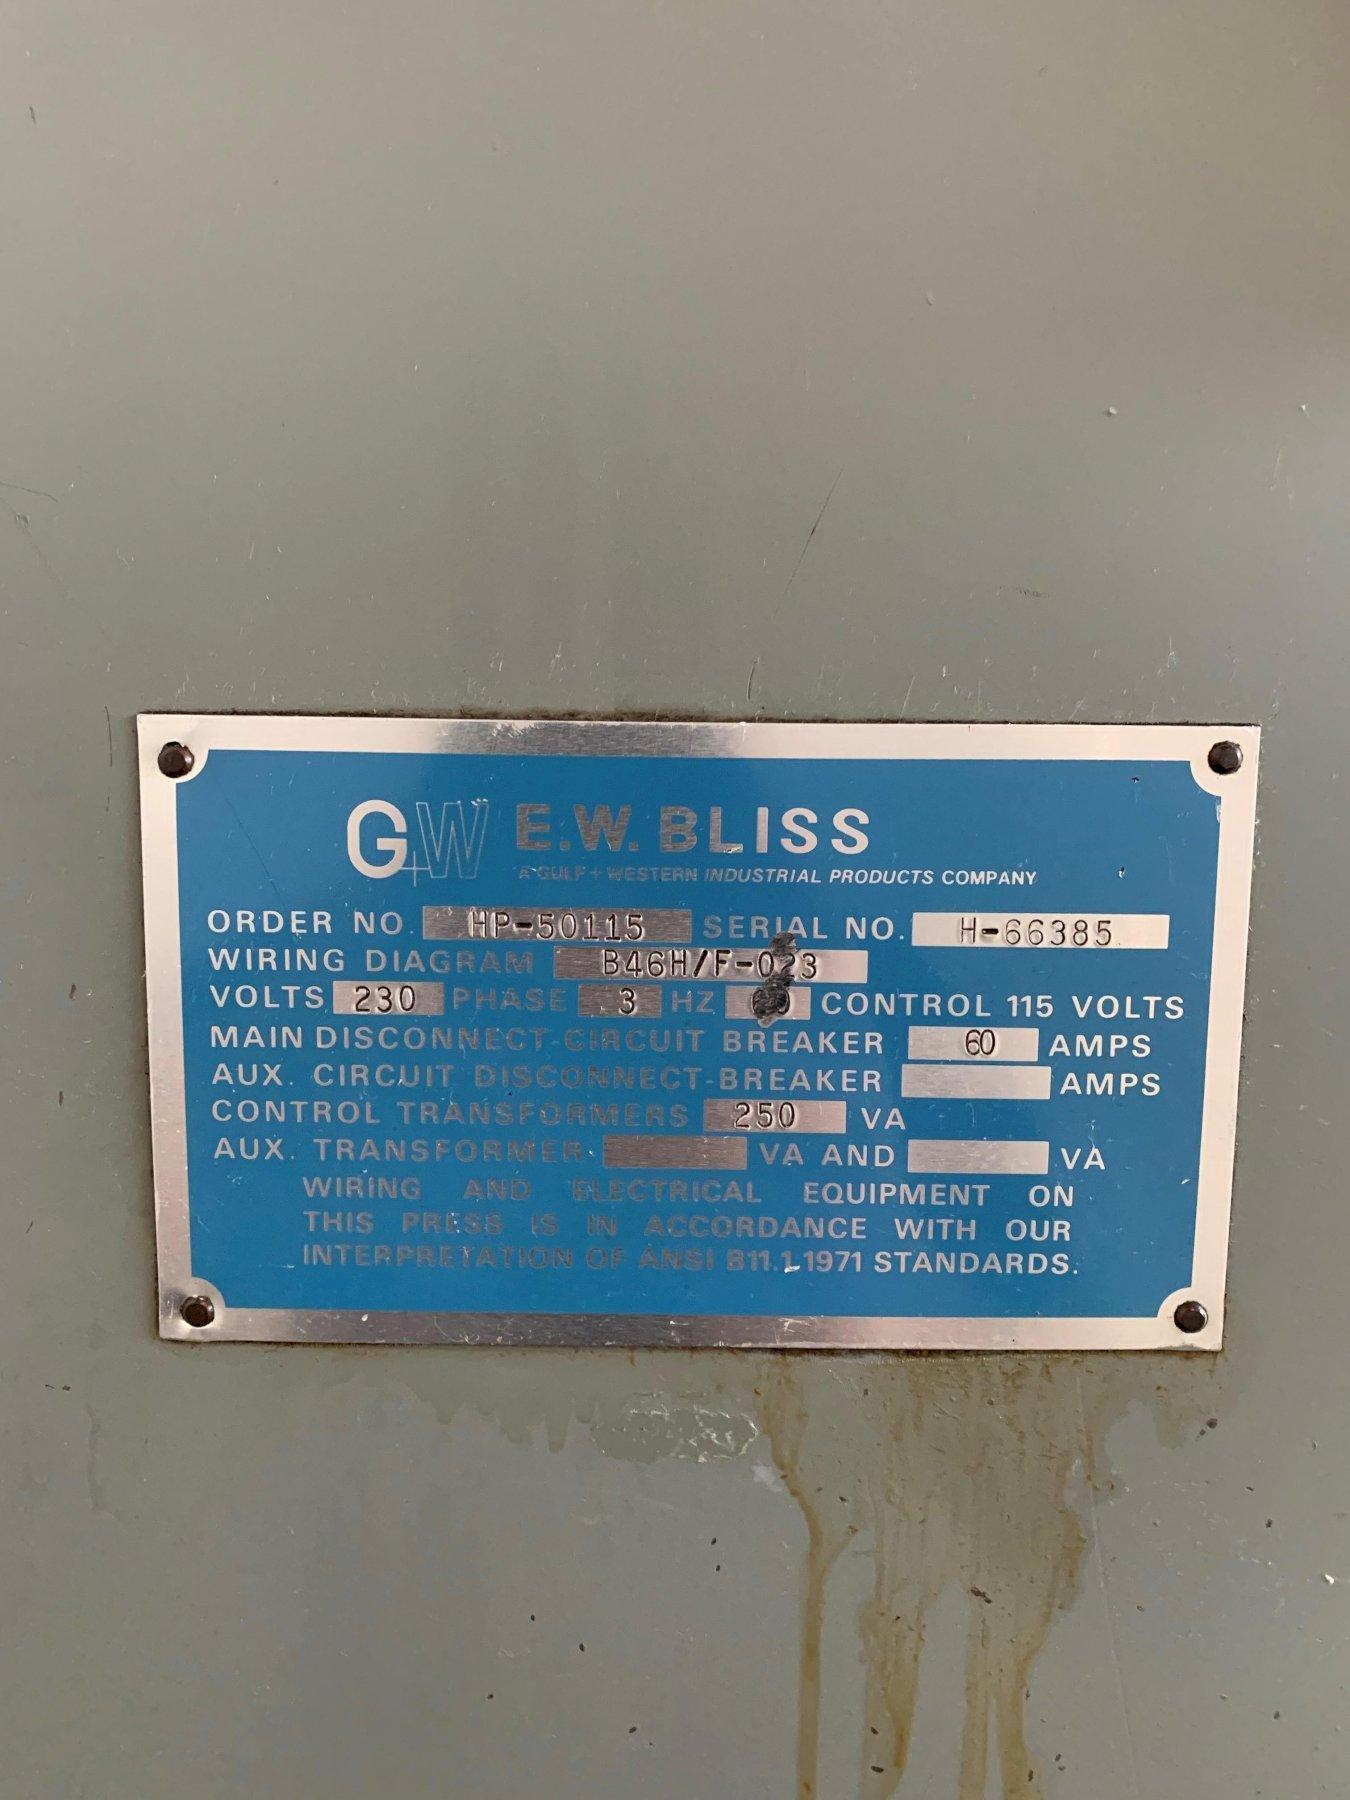 G+W E.W. BLISS
A GULF + WESTERN INDUSTRIAL PRODUCTS COMPANY
ORDER NO. HP-50115 SERIAL NO. H-66385
WIRING DIAGRAM B46H/F-023
VOLTS 230 PHASE 3 HZ CONTROL 115 VOLTS
MAIN DISCONNECT-CIRCUIT BREAKER 60 AMPS
AUX. CIRCUIT DISCONNECT-BREAKER AMPS
CONTROL TRANSFORMERS 250 VA
AUX. TRANSFORMER VA AND VA
WIRING AND ELECTRICAL EQUIPMENT ON
THIS PRESS IS IN ACCORDANCE WITH OUR
INTERPRETATION OF ANSI B11.1-1971 STANDARDS.